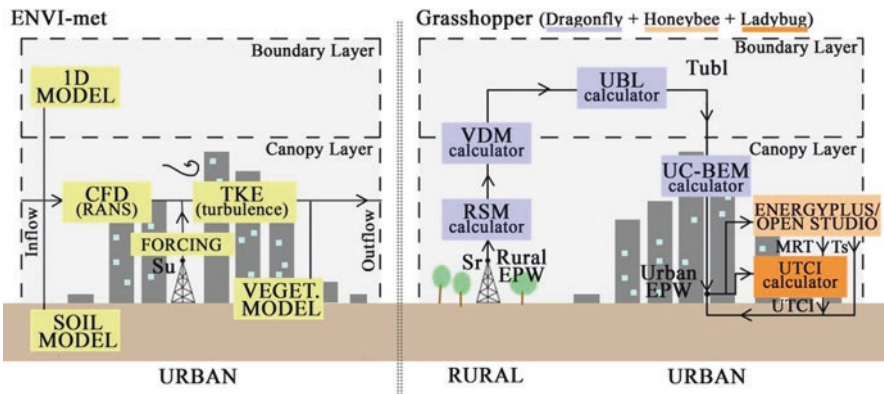 ENVI-met
Boundary Layer
1D
MODEL
Canopy Layer
CFD
(RANS)
TKE
(turbulence)
FORCING
Su
Inflow
Outflow
VEGET.
MODEL
SOIL
MODEL
URBAN
Grasshopper (Dragonfly + Honeybee + Ladybug)
Boundary Layer
UBL
calculator
Tubl
VDM
calculator
Canopy Layer
UC-BEM
calculator
RSM
calculator
ENERGYPLUS/
OPEN STUDIO
Sr
Rural
EPW
MRT
Ts
Urban
EPW
UTCI
calculator
UTCI
RURAL
URBAN